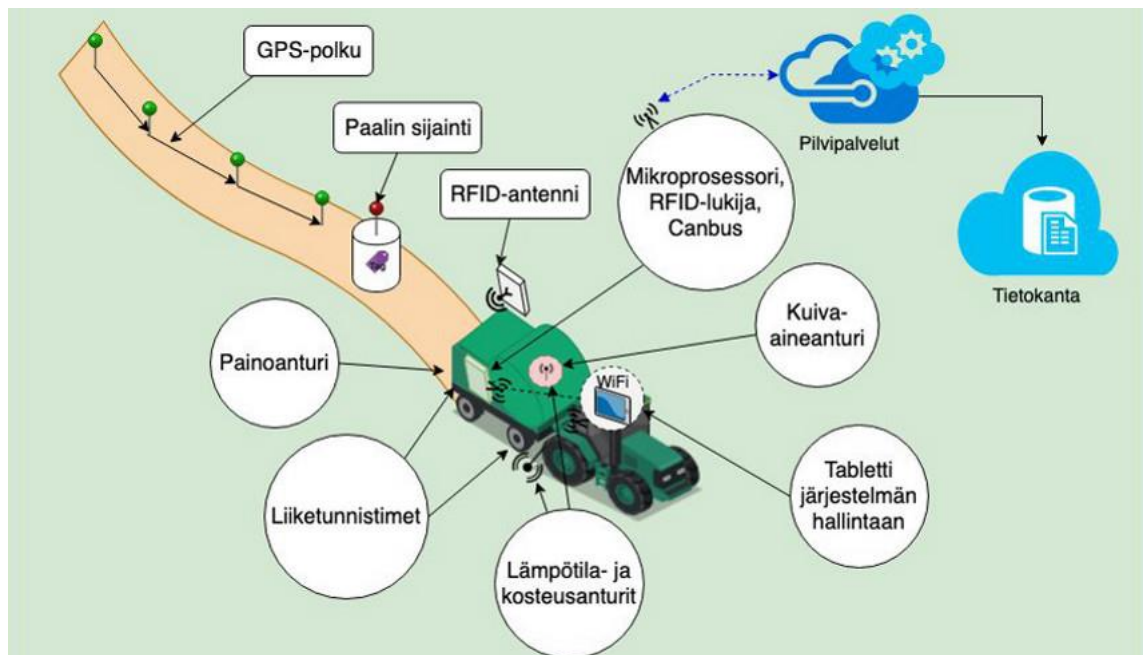 GPS-polku
Paalin sijainti
RFID-antenni
Mikroprosessori,
RFID-lukija,
Canbus
Pilvipalvelut
Tietokanta
Kuiva-
aineanturi
Painoanturi
WiFi
Liiketunnistimet
Lämpötila- ja
kosteusanturit
Tabletti
järjestelmän
hallintaan